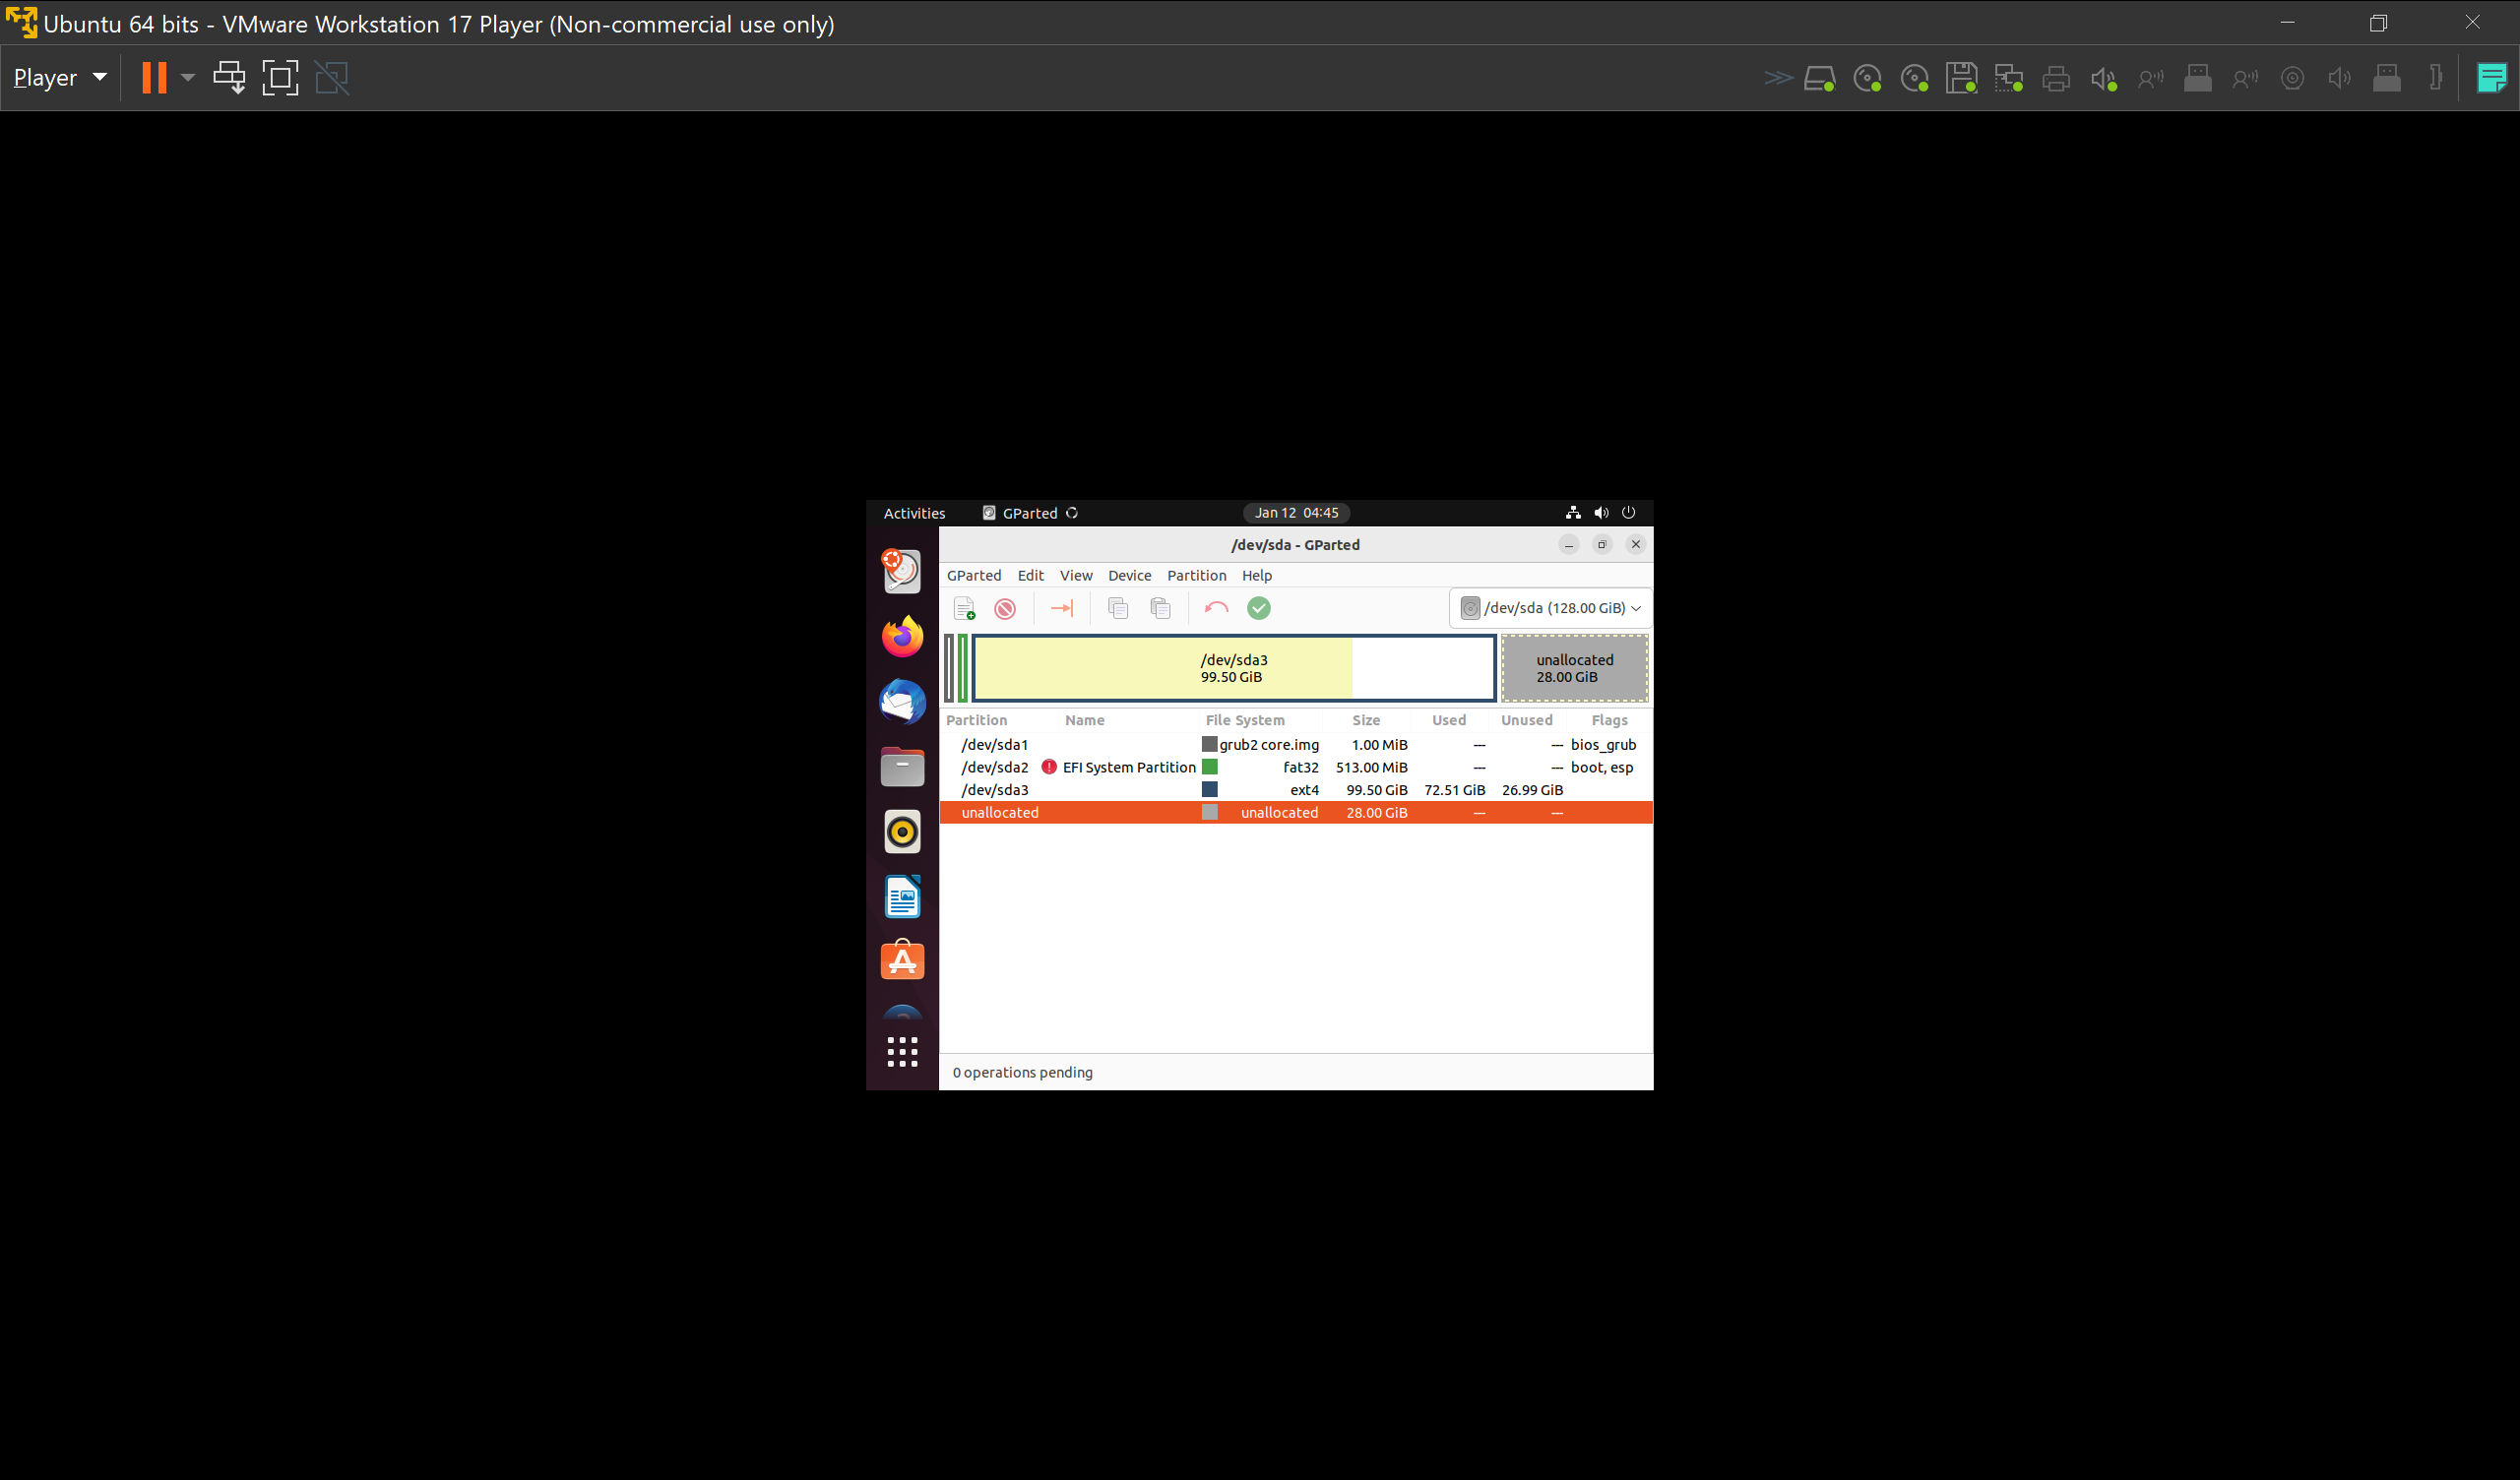 Ubuntu 64 bits - VMware Workstation 17 Player (Non-commercial use only)
Player
Activities GParted Jan 12 04:45
/dev/sda - GParted
GParted Edit View Device Partition Help
/dev/sda (128.00 GiB)
/dev/sda3
99.50 GiB
unallocated
28.00 GiB
Partition Name File System Size Used Unused Flags
/dev/sda1 grub2 core.img 1.00 MiB --- --- bios_grub
/dev/sda2 EFI System Partition fat32 513.00 MiB --- --- boot, esp
/dev/sda3 ext4 99.50 GiB 72.51 GiB 26.99 GiB
unallocated unallocated 28.00 GiB --- ---
0 operations pending